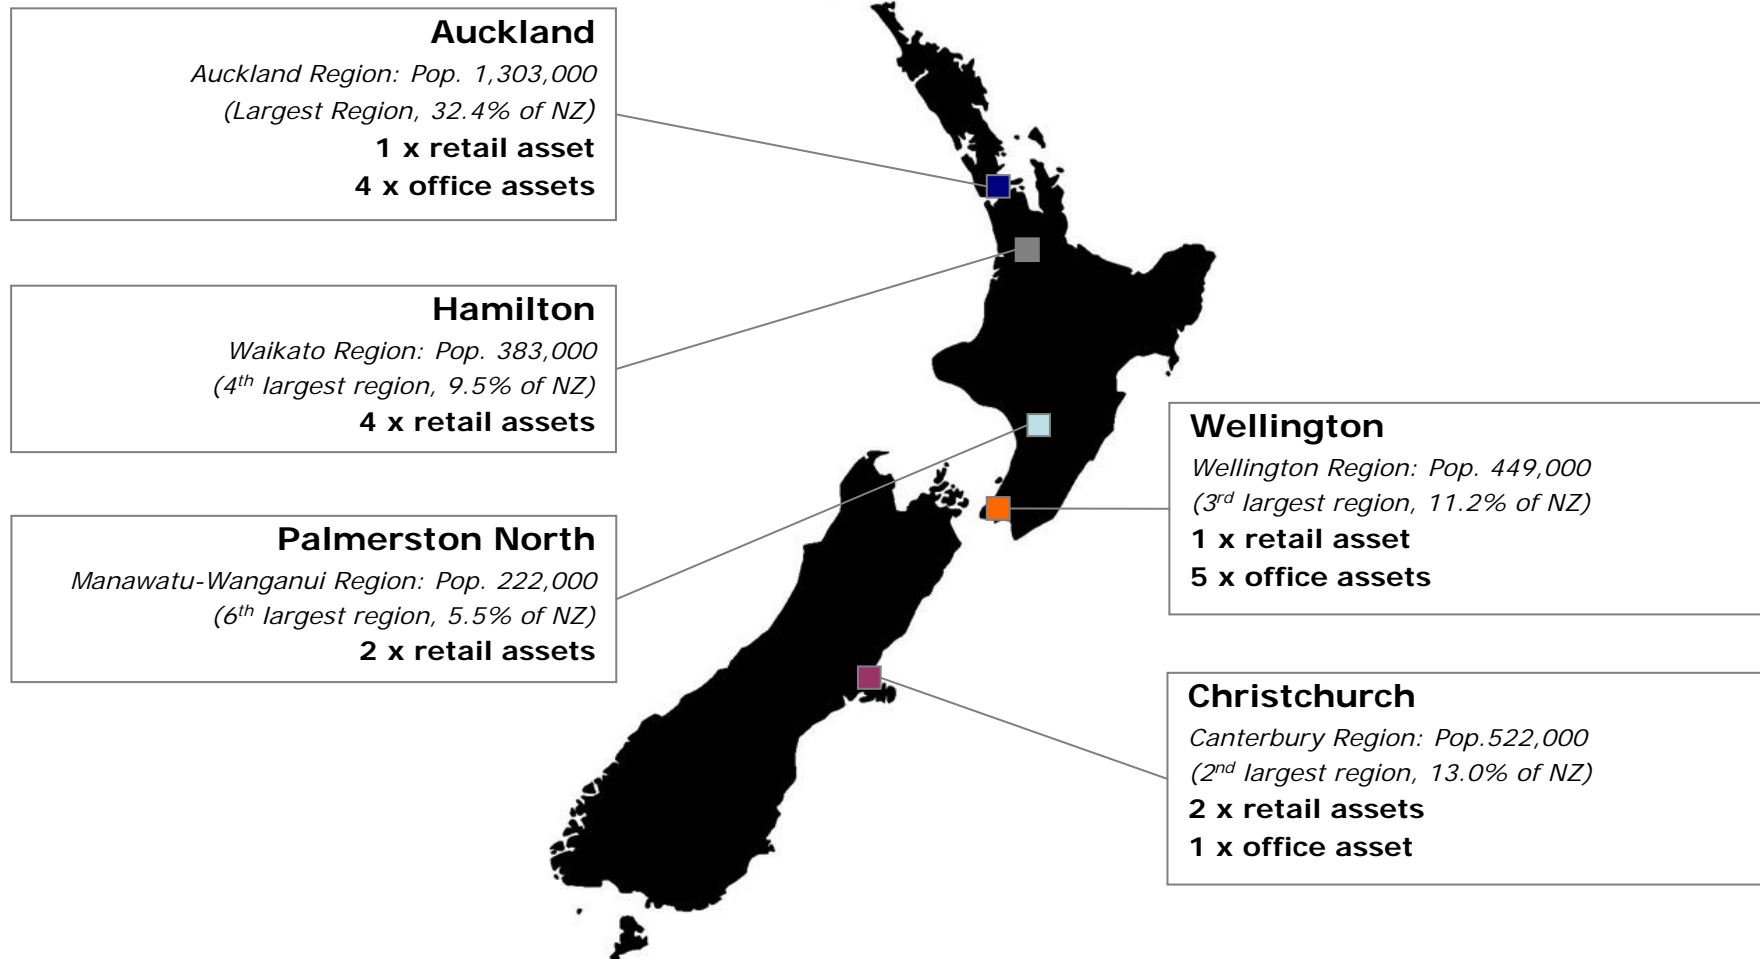 Auckland
Auckland Region: Pop. 1,303,000
(Largest Region, 32.4% of NZ)
1 x retail asset
4 x office assets
Hamilton
Waikato Region: Pop. 383,000
(4th largest region, 9.5% of NZ)
4 x retail assets
Palmerston North
Manawatu-Wanganui Region: Pop. 222,000
(6th largest region, 5.5% of NZ)
2 x retail assets
Wellington
Wellington Region: Pop. 449,000
(3rd largest region, 11.2% of NZ)
1 x retail asset
5 x office assets
Christchurch
Canterbury Region: Pop.522,000
(2nd largest region, 13.0% of NZ)
2 x retail assets
1 x office asset